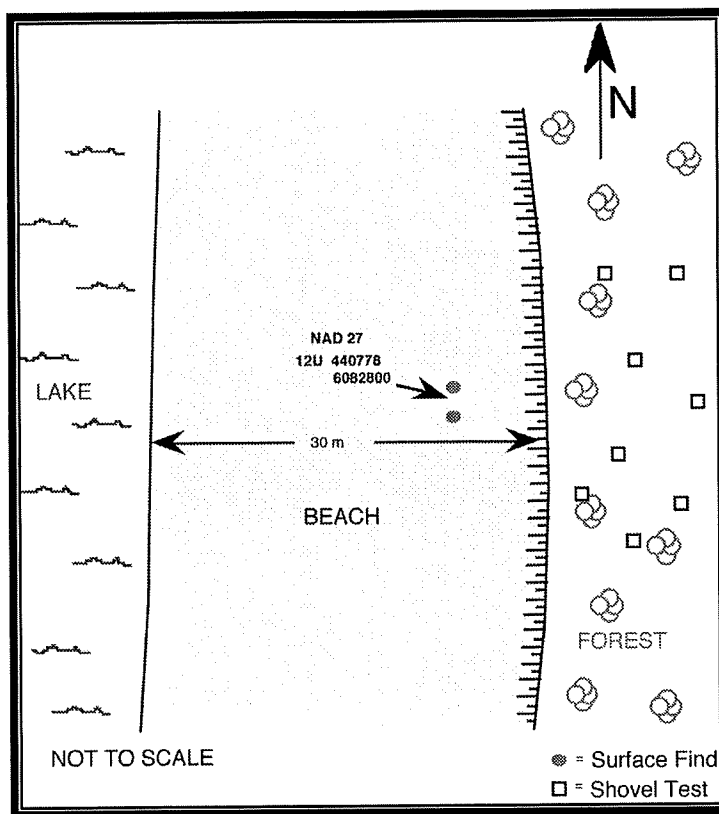 N
NAD 27
12U 440778
6082800
LAKE
30 m
BEACH
FOREST
NOT TO SCALE
= Surface Find
= Shovel Test